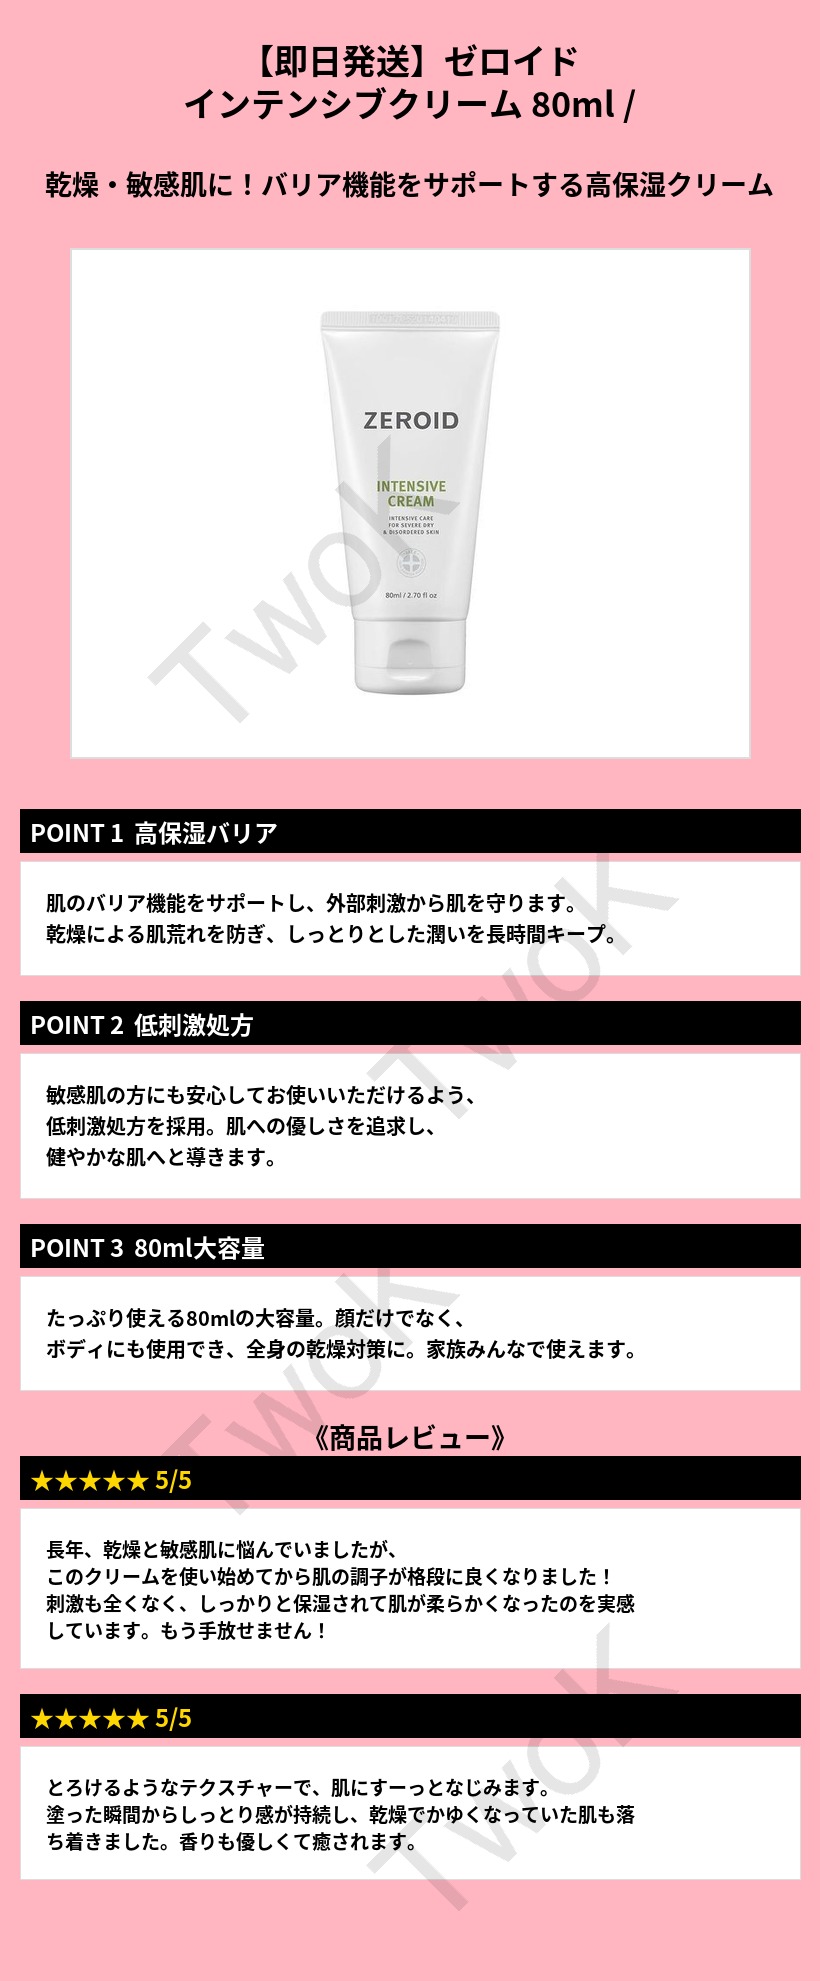 【即日発送】ゼロイド
インテンシブクリーム 80ml /
乾燥・敏感肌に！バリア機能をサポートする高保湿クリーム
ZEROID
INTENSIVE
CREAM
INTENSIVE CARE
FOR SEVERE DRY
& DISORDERED SKIN
80ml / 2.70 fl oz
TwoK
POINT 1 高保湿バリア
肌のバリア機能をサポートし、外部刺激から肌を守ります。
乾燥による肌荒れを防ぎ、しっとりとした潤いを長時間キープ。
TwoK
POINT 2 低刺激処方
敏感肌の方にも安心してお使いいただけるよう、
低刺激処方を採用。肌への優しさを追求し、
健やかな肌へと導きます。
POINT 3 80ml大容量
たっぷり使える80mlの大容量。顔だけでなく、
ボディにも使用でき、全身の乾燥対策に。家族みんなで使えます。
TwoK
《商品レビュー》
★★★★★ 5/5
長年、乾燥と敏感肌に悩んでいましたが、
このクリームを使い始めてから肌の調子が格段に良くなりました！
刺激も全くなく、しっかりと保湿されて肌が柔らかくなったのを実感
しています。もう手放せません！
★★★★★ 5/5
とろけるようなテクスチャーで、肌にすーっとなじみます。
塗った瞬間からしっとり感が持続し、乾燥でかゆくなっていた肌も落
ち着きました。香りも優しくて癒されます。
TwoK